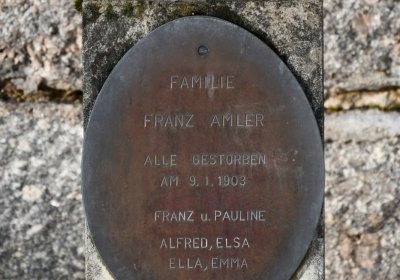 FAMILIE
FRANZ AMLER
ALLE GESTORBEN
AM 9.1.1903
FRANZ u. PAULINE
ALFRED, ELSA
ELLA, EMMA